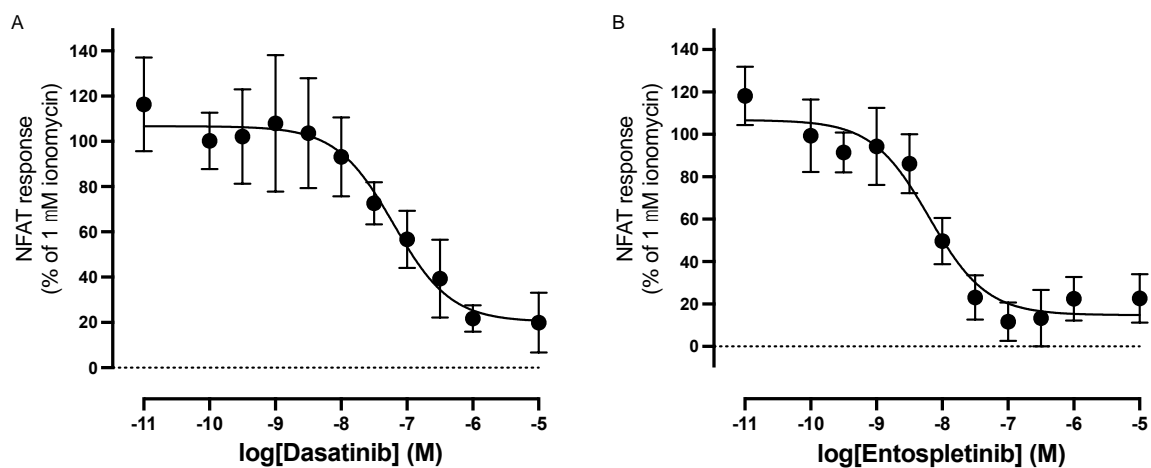 A
NFAT response
(% of 1 mM ionomycin)
140
120
100
80
60
40
20
0
-11 -10 -9 -8 -7 -6 -5
log[Dasatinib] (M)
B
NFAT response
(% of 1 mM ionomycin)
140
120
100
80
60
40
20
0
-11 -10 -9 -8 -7 -6 -5
log[Entospletinib] (M)